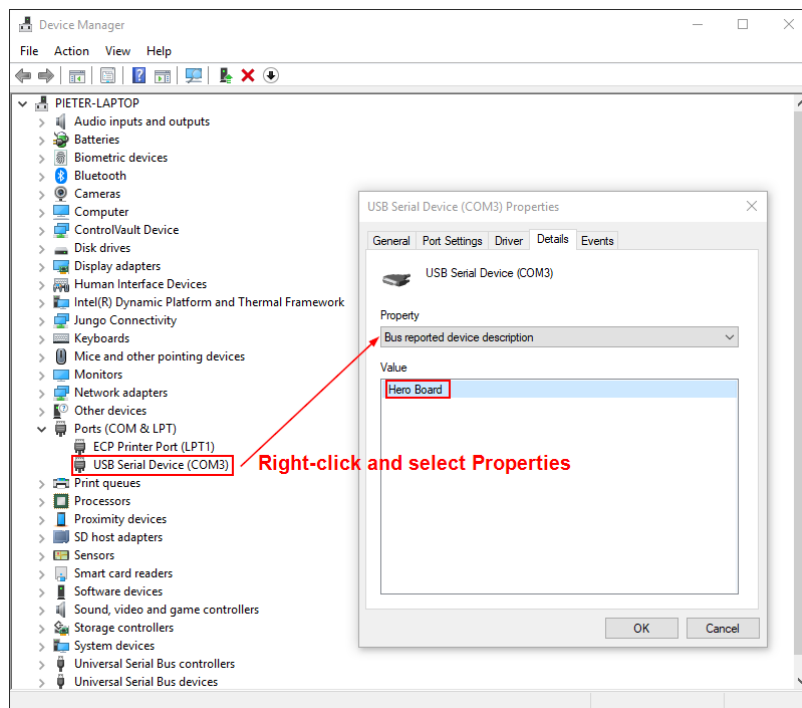 Device Manager
File Action View Help
PIETER-LAPTOP
Audio inputs and outputs
Batteries
Biometric devices
Bluetooth
Cameras
Computer
ControlVault Device
Disk drives
Display adapters
Human Interface Devices
Intel(R) Dynamic Platform and Thermal Framework
Jungo Connectivity
Keyboards
Mice and other pointing devices
Monitors
Network adapters
Other devices
Ports (COM & LPT)
ECP Printer Port (LPT1)
USB Serial Device (COM3)
Print queues
Processors
Proximity devices
SD host adapters
Sensors
Smart card readers
Software devices
Sound, video and game controllers
Storage controllers
System devices
Universal Serial Bus controllers
Universal Serial Bus devices
Right-click and select Properties
USB Serial Device (COM3) Properties
General Port Settings Driver Details Events
USB Serial Device (COM3)
Property
Bus reported device description
Value
Hero Board
OK Cancel